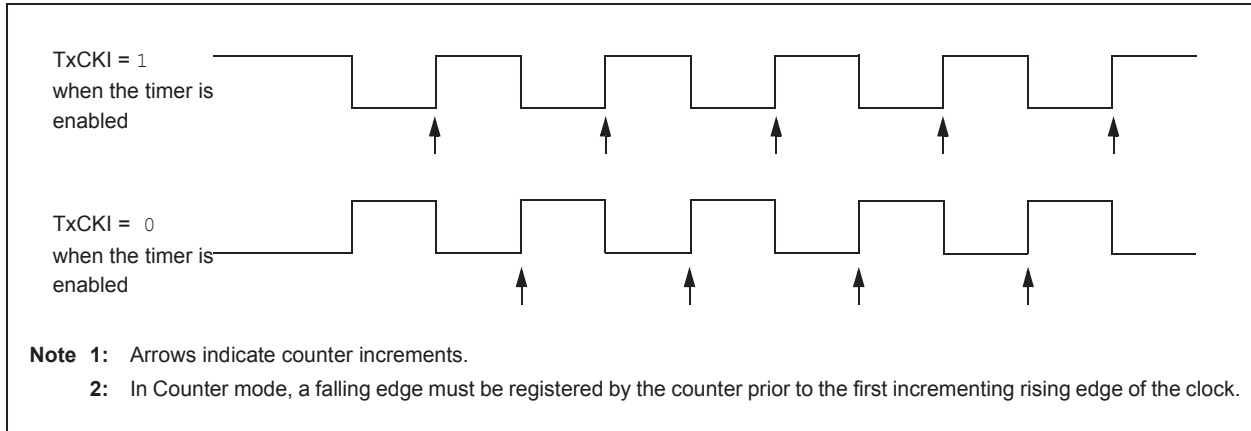 TxCKI = 1
when the timer is
enabled
TxCKI = 0
when the timer is
enabled
Note 1: Arrows indicate counter increments.
2: In Counter mode, a falling edge must be registered by the counter prior to the first incrementing rising edge of the clock.